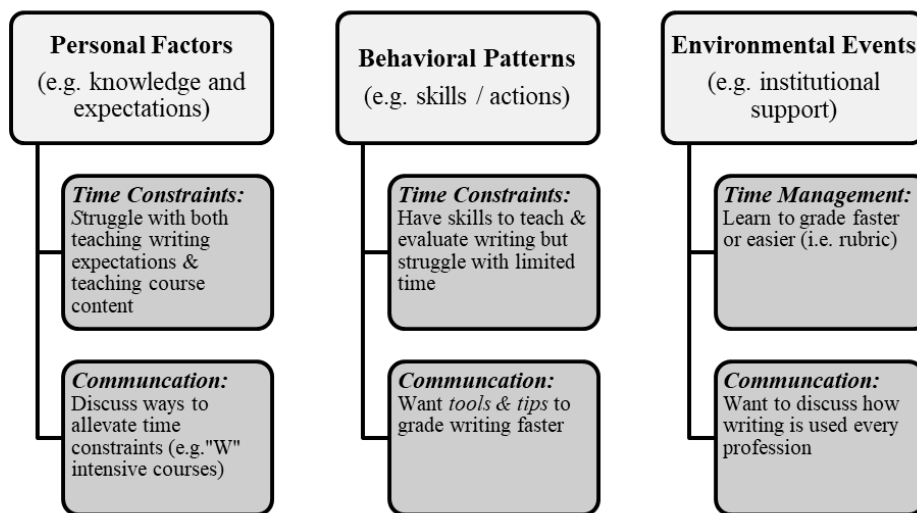 Personal Factors
(e.g. knowledge and
expectations)
Time Constraints:
Struggle with both
teaching writing
expectations &
teaching course
content
Communcation:
Discuss ways to
allevate time
constraints (e.g."W"
intensive courses)
Behavioral Patterns
(e.g. skills / actions)
Time Constraints:
Have skills to teach &
evaluate writing but
struggle with limited
time
Communcation:
Want tools & tips to
grade writing faster
Environmental Events
(e.g. institutional
support)
Time Management:
Learn to grade faster
or easier (i.e. rubric)
Communcation:
Want to discuss how
writing is used every
profession